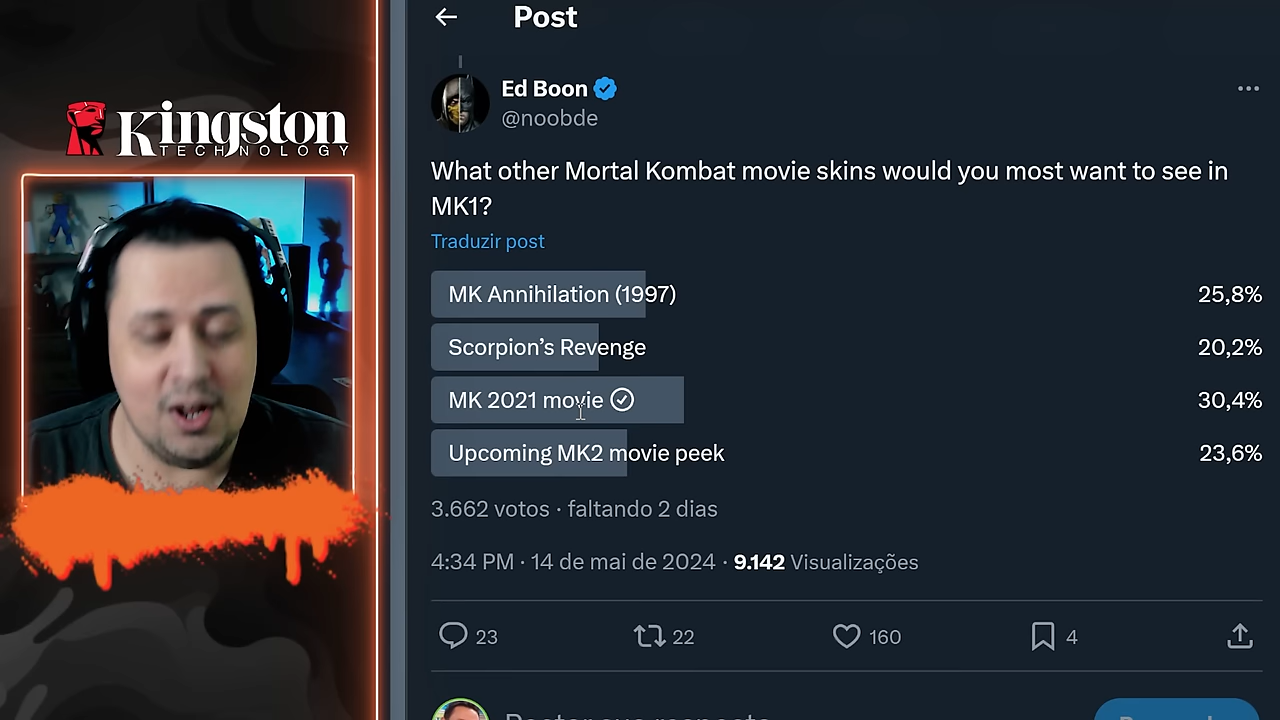 Kingston
TECHNOLOGY
Post
Ed Boon
@noobde
What other Mortal Kombat movie skins would you most want to see in
MK1?
Traduzir post
MK Annihilation (1997) 25,8%
Scorpion’s Revenge 20,2%
MK 2021 movie 30,4%
Upcoming MK2 movie peek 23,6%
3.662 votos · faltando 2 dias
4:34 PM · 14 de mai de 2024 · 9.142 Visualizações
23 22 160 4